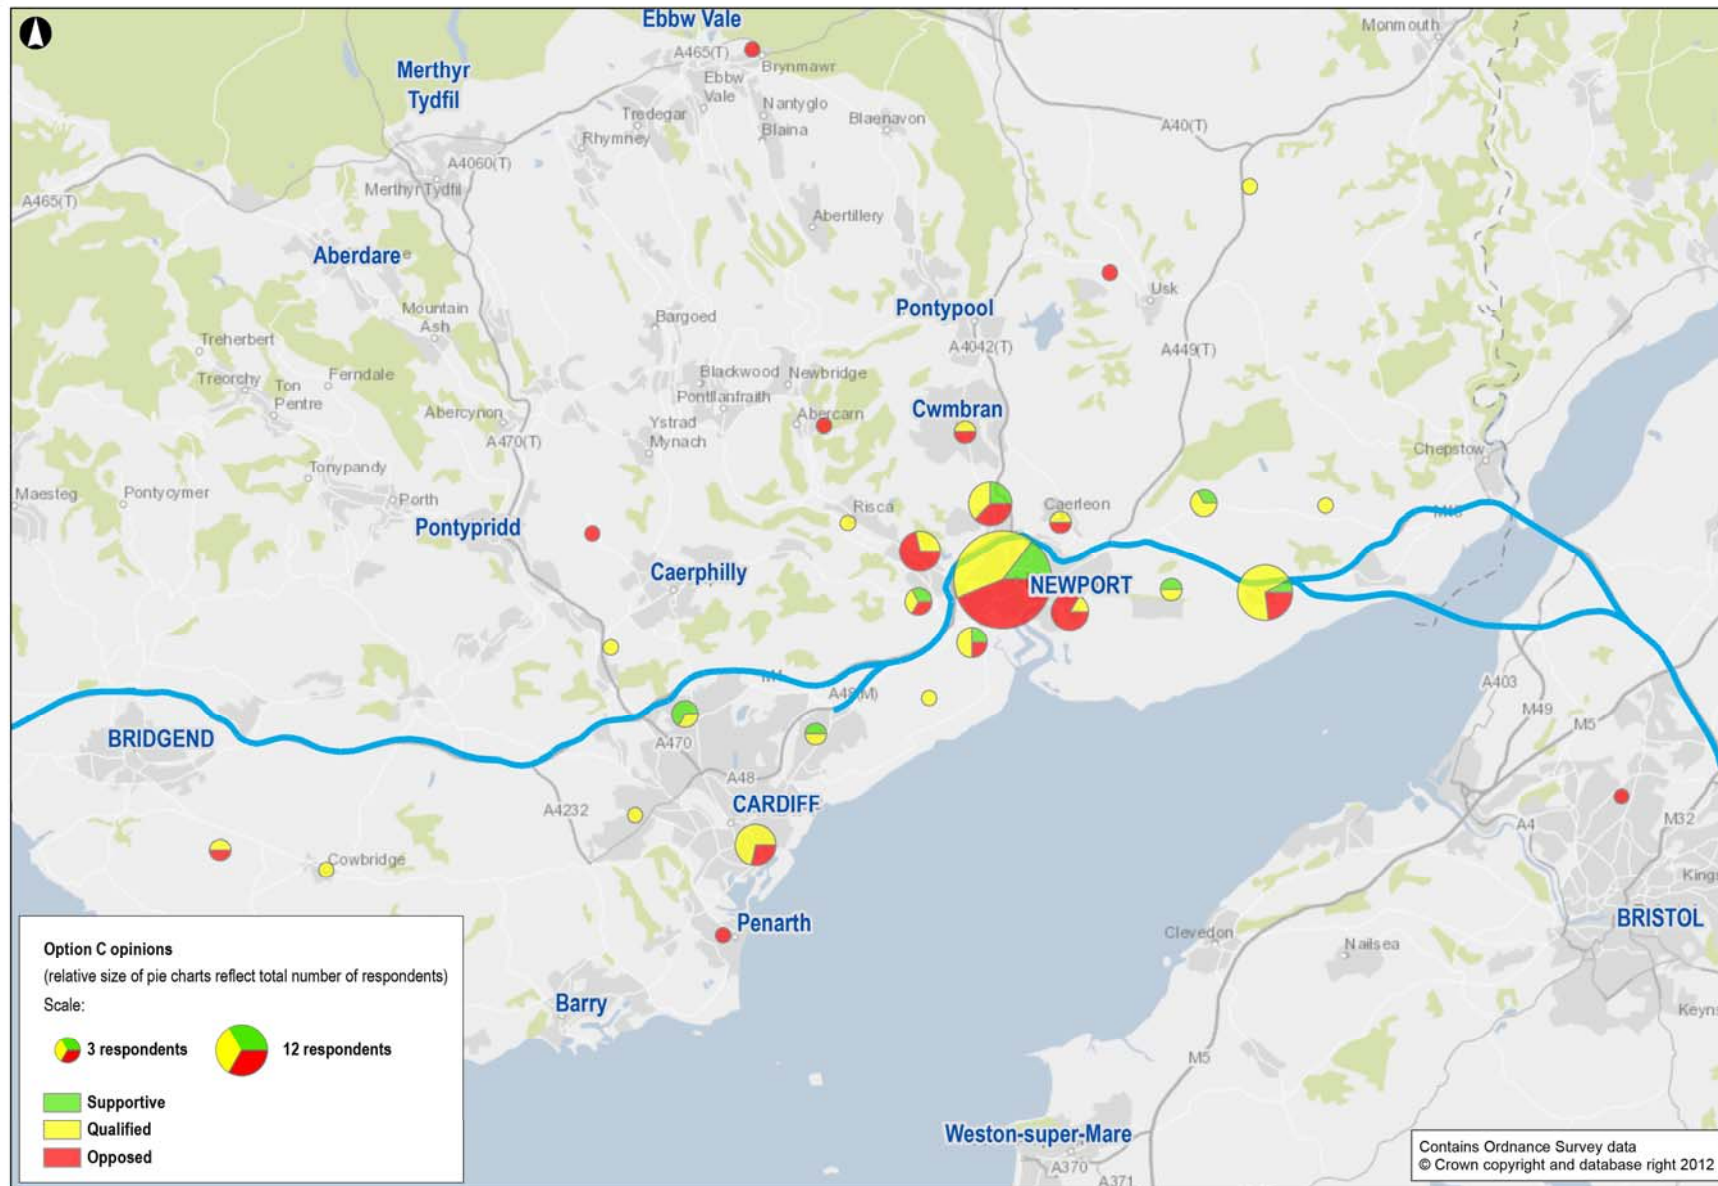 Ebbw Vale
Monmouth
A465(T)
Brynmawr
Merthyr
Tydfil
Ebbw
Vale
Nantyglo
Tredegar
Blaina
Blaenavon
A40(T)
Rhymney
A4060(T)
Merthyr Tydfil
A465(T)
Abertillery
Aberdare
Usk
Mountain
Ash
Pontypool
Bargoed
Treherbert
A4042(T)
A449(T)
Treorchy
Ton
Pentre
Ferndale
Blackwood
Newbridge
Pontllanfraith
Abercynon
Cwmbran
Abercarn
Ystrad
Mynach
A470(T)
Chepstow
Tonypandy
Maesteg
Pontycymer
Porth
Risca
Caerleon
Pontypridd
Caerphilly
NEWPORT
M4
A48(M)
A403
M49
M5
BRIDGEND
A470
A48
A4232
CARDIFF
A4
M32
Cowbridge
Kings
Penarth
BRISTOL
Clevedon
Nailsea
Option C opinions
(relative size of pie charts reflect total number of respondents)
Scale:
Barry
Keyns
3 respondents
12 respondents
M5
Supportive
Qualified
Opposed
Weston-super-Mare
A370
A371
Contains Ordnance Survey data
© Crown copyright and database right 2012